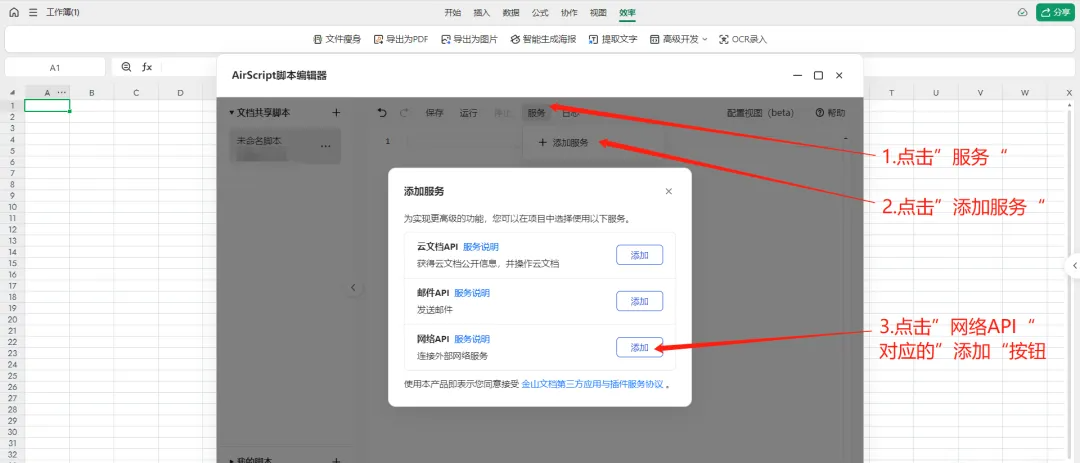 工作簿(1)
开始 插入 数据 公式 协作 视图 效率
分享
文件瘦身 导出为PDF 导出为图片 智能生成海报 提取文字 高级开发 OCR录入
A1
fx
A B C D T U V W X
AirScript脚本编辑器
文档共享脚本
保存 运行 停止 服务 日志 配置视图（beta） 帮助
未命名脚本
1
添加服务
1.点击”服务“
2.点击”添加服务“
添加服务
为实现更高级的功能，您可以在项目中选择使用以下服务。
云文档API 服务说明
获得云文档公开信息，并操作云文档
添加
邮件API 服务说明
发送邮件
添加
网络API 服务说明
连接外部网络服务
添加
3.点击”网络API“
对应的”添加“按钮
使用本产品即表示您同意接受 金山文档第三方应用与插件服务协议 。
我的脚本
1
2
3
4
5
6
7
8
9
10
11
12
13
14
15
16
17
18
19
20
21
22
23
24
25
26
27
28
29
30
31
32